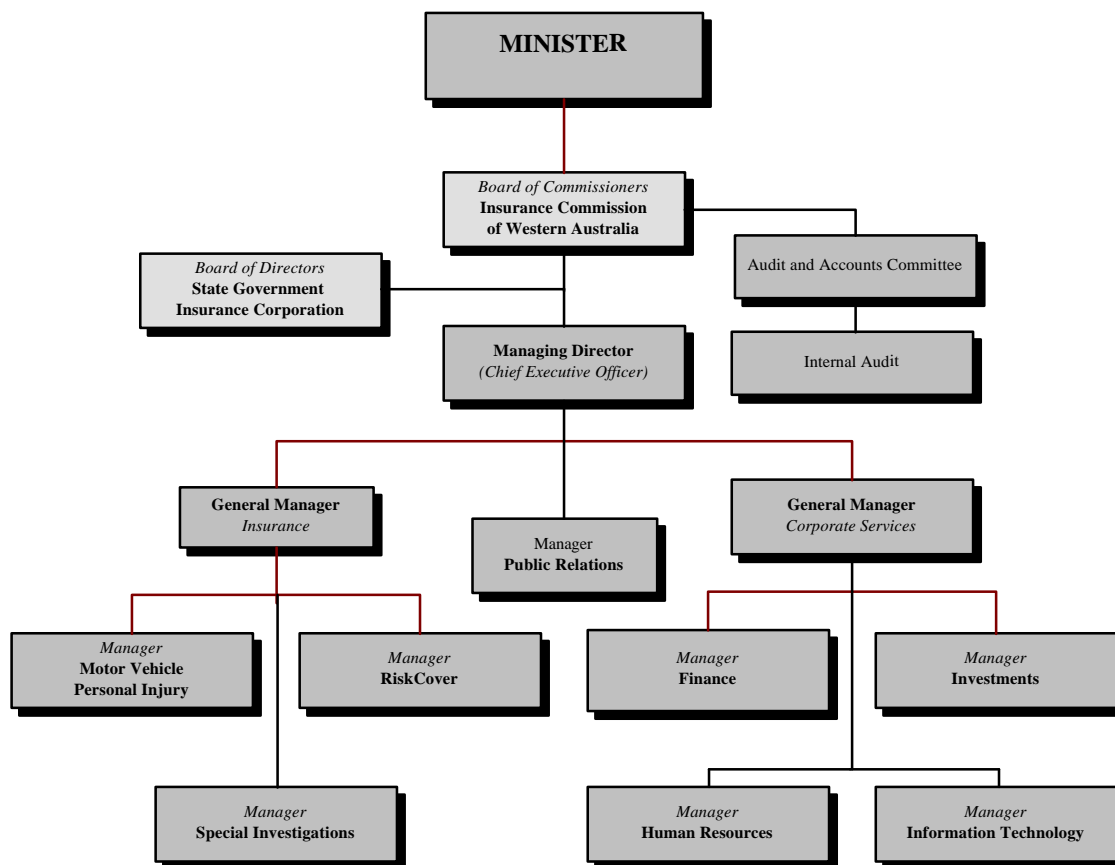 MINISTER
Board of Commissioners
Insurance Commission
of Western Australia
Audit and Accounts Committee
Board of Directors
State Government
Insurance Corporation
Managing Director
(Chief Executive Officer)
Internal Audit
General Manager
Insurance
Manager
Public Relations
General Manager
Corporate Services
Manager
Motor Vehicle
Personal Injury
Manager
RiskCover
Manager
Finance
Manager
Investments
Manager
Special Investigations
Manager
Human Resources
Manager
Information Technology